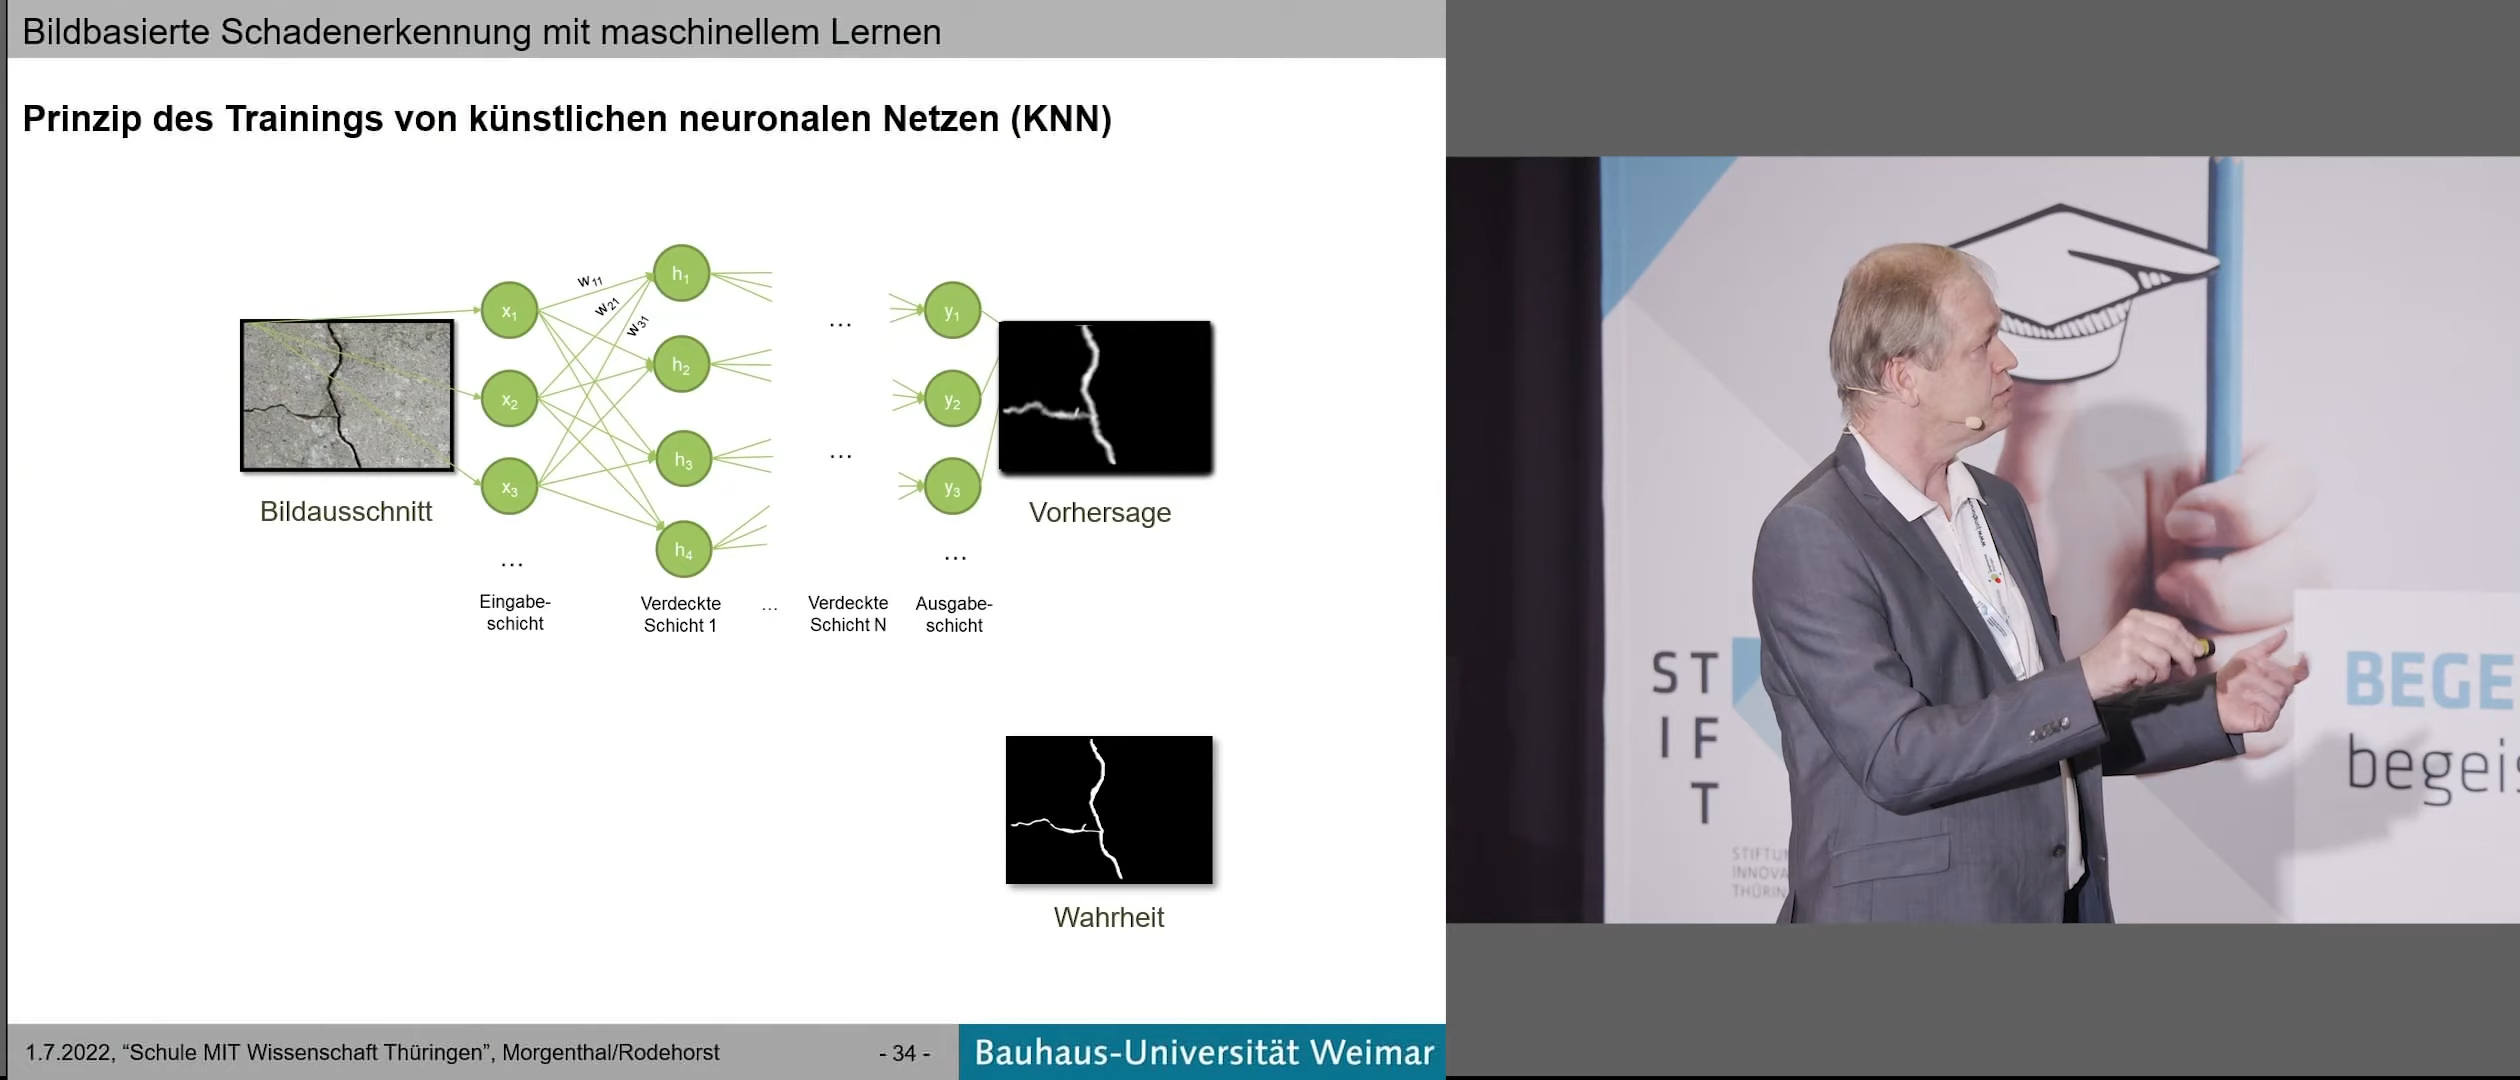 Bildbasierte Schadenerkennung mit maschinellem Lernen
Prinzip des Trainings von künstlichen neuronalen Netzen (KNN)
w11
w21
w31
x1
x2
x3
...
h1
h2
h3
h4
...
...
y1
y2
y3
...
Bildausschnitt
Vorhersage
Eingabe-
schicht
Verdeckte
Schicht 1
...
Verdeckte
Schicht N
Ausgabe-
schicht
Wahrheit
1.7.2022, “Schule MIT Wissenschaft Thüringen”, Morgenthal/Rodehorst
- 34 -
Bauhaus-Universität Weimar
ST
IF
T
STIFTU
INNOVA
THÜRIN
BEGE
begeis